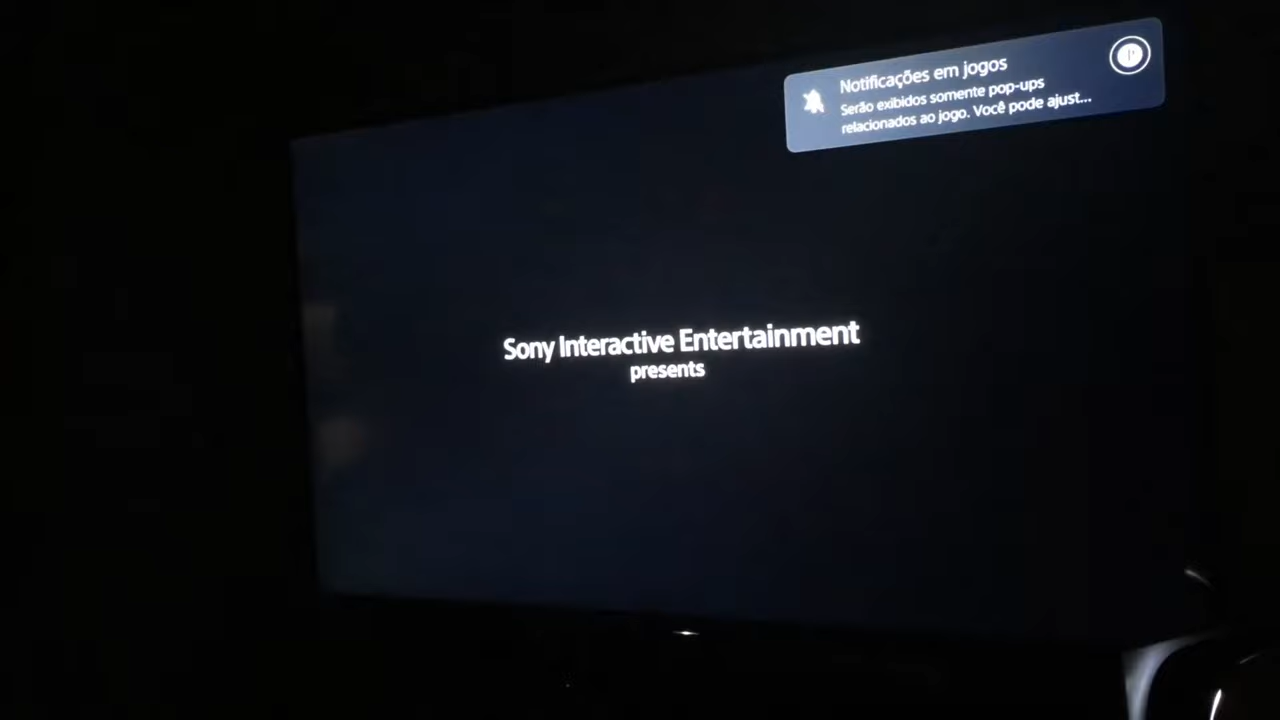 Notificações em jogos
Serão exibidos somente pop-ups
relacionados ao jogo. Você pode ajust...
Sony Interactive Entertainment
presents